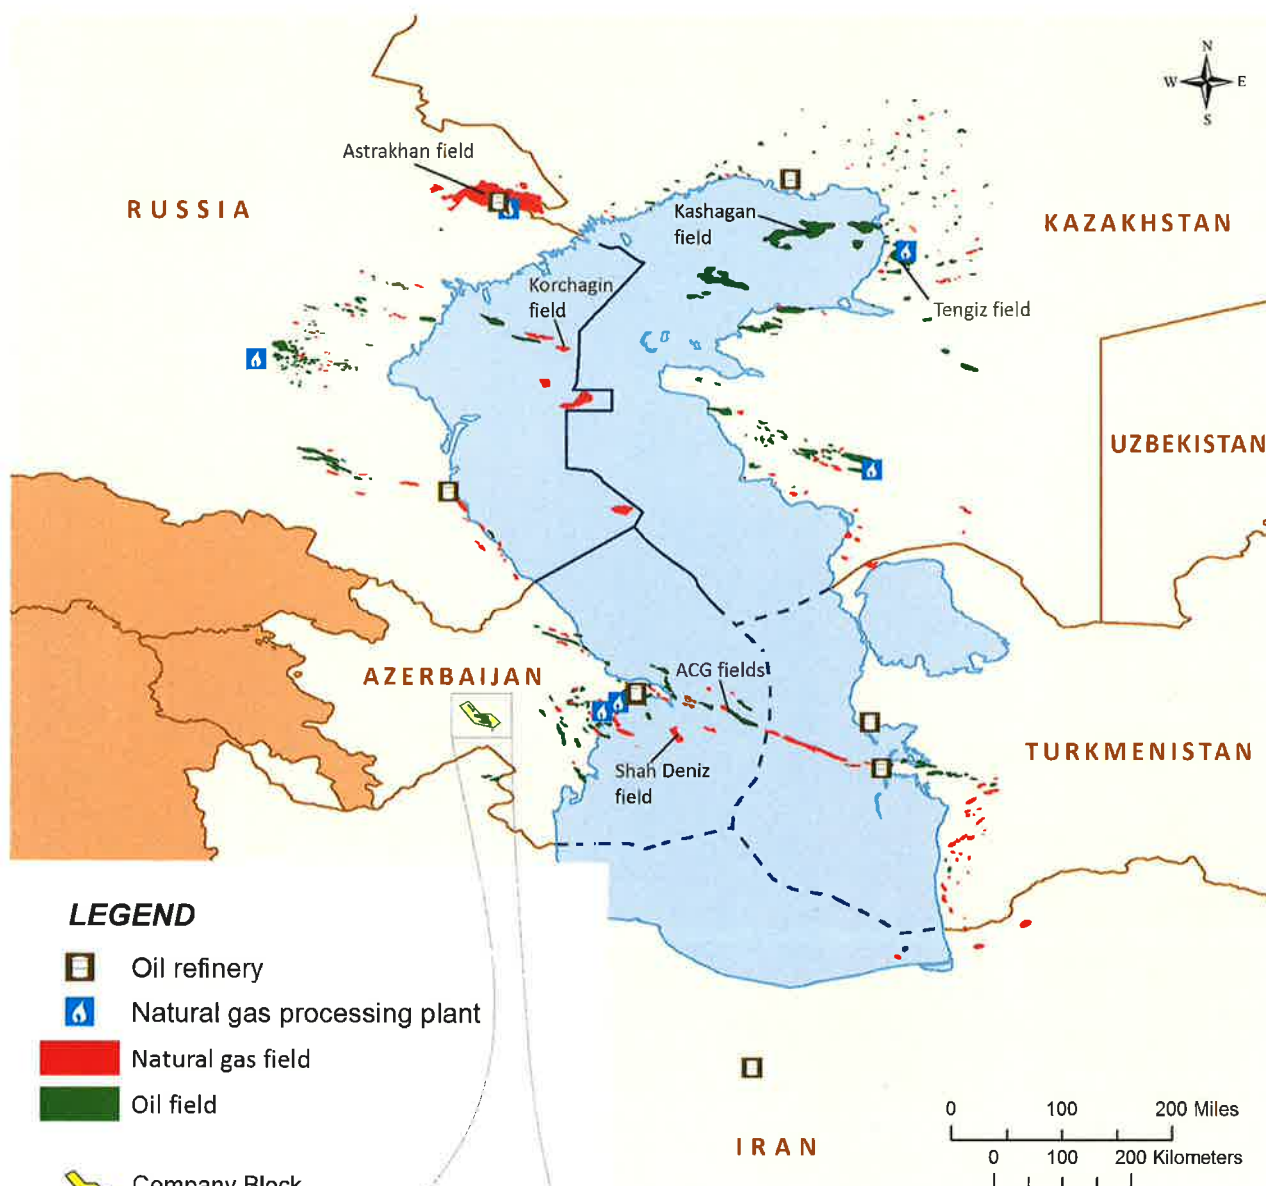 N
W E
S
Astrakhan field
RUSSIA
Kashagan
field
KAZAKHSTAN
Korchagin
field
Tengiz field
UZBEKISTAN
AZERBAIJAN
ACG fields
TURKMENISTAN
Shah Deniz
field
LEGEND
Oil refinery
Natural gas processing plant
Natural gas field
Oil field
Company Block
IRAN
0 100 200 Miles
0 100 200 Kilometers